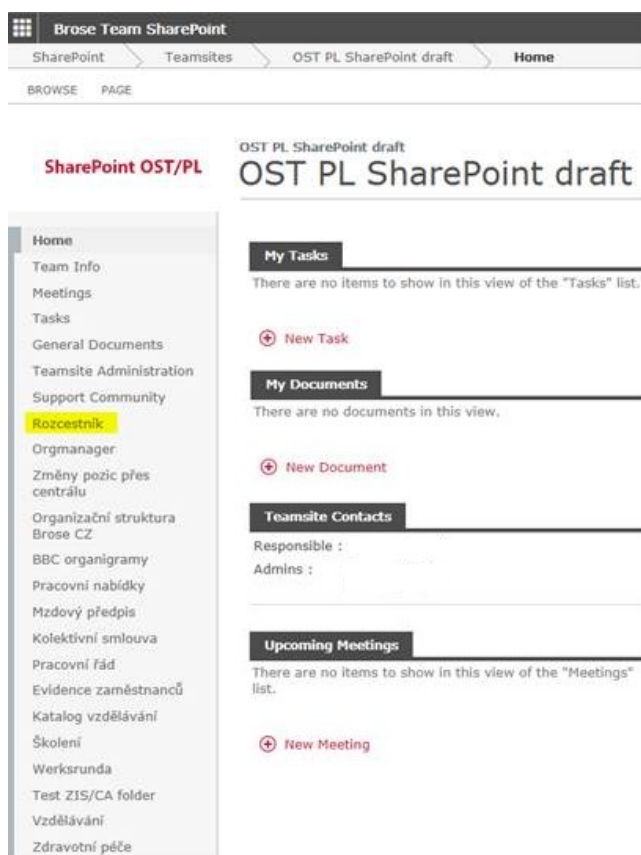 Brose Team SharePoint
SharePoint Teamsites OST PL SharePoint draft Home
BROWSE PAGE
SharePoint OST/PL
OST PL SharePoint draft
OST PL SharePoint draft
Home
Team Info
Meetings
Tasks
General Documents
Teamsite Administration
Support Community
Rozcestník
Orgmanager
Změny pozic přes
centrálu
Organizační struktura
Brose CZ
BBC organigramy
Pracovní nabídky
Mzdový předpis
Kolektivní smlouva
Pracovní řád
Evidence zaměstnanců
Katalog vzdělávání
Školení
Werksrunda
Test ZIS/CA folder
Vzdělávání
Zdravotní péče
My Tasks
There are no items to show in this view of the "Tasks" list.
New Task
My Documents
There are no documents in this view.
New Document
Teamsite Contacts
Responsible :
Admins :
Upcoming Meetings
There are no items to show in this view of the "Meetings"
list.
New Meeting